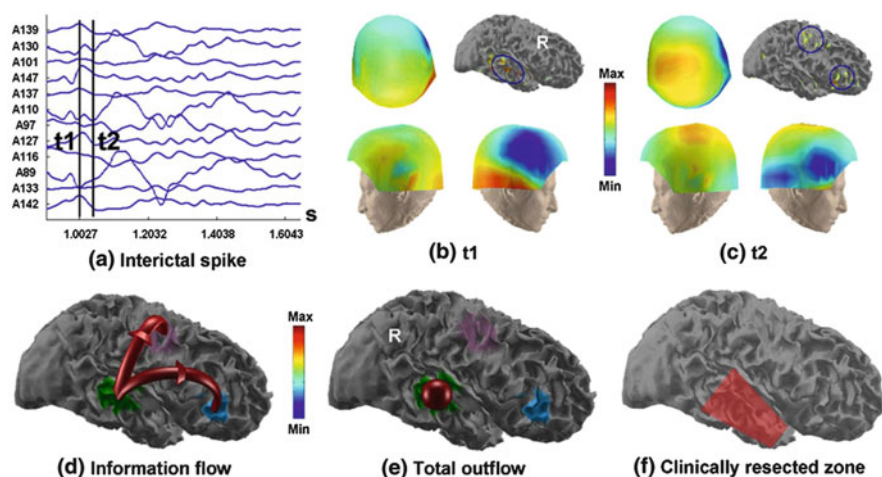 A139
A130
A101
A147
A137
A110
A97
A127
A116
A89
A133
A142
t1 t2
1.0027 1.2032 1.4038 1.6043 s
(a) Interictal spike
R
Max
Min
(b) t1
(c) t2
Max
Min
(d) Information flow
R
(e) Total outflow
(f) Clinically resected zone